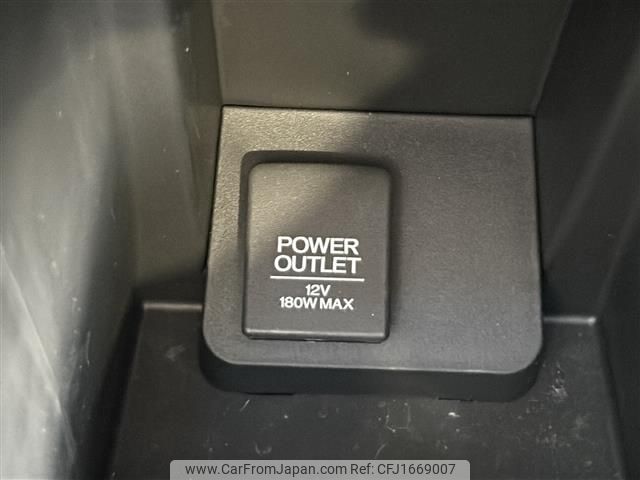 POWER
OUTLET
12V
180W MAX
www.CarFromJapan.com | Ref:CFJ1669007